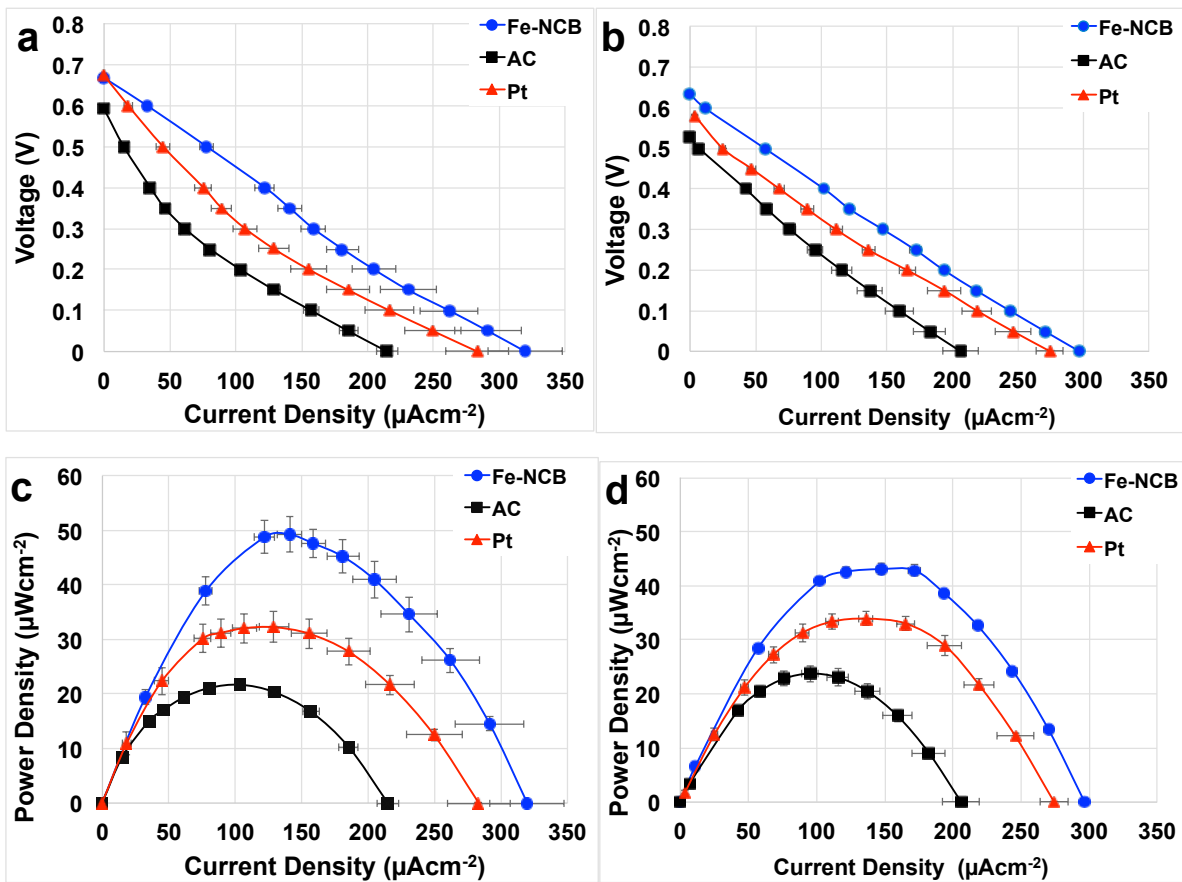 a
Fe-NCB
AC
Pt
0.8
0.7
0.6
0.5
0.4
0.3
0.2
0.1
0
Voltage (V)
0 50 100 150 200 250 300 350
Current Density (µAcm-2)
b
Fe-NCB
AC
Pt
0.8
0.7
0.6
0.5
0.4
0.3
0.2
0.1
0
Voltage (V)
0 50 100 150 200 250 300 350
Current Density (µAcm-2)
c
Fe-NCB
AC
Pt
60
50
40
30
20
10
0
Power Density (µWcm-2)
0 50 100 150 200 250 300 350
Current Density (µAcm-2)
d
Fe-NCB
AC
Pt
60
50
40
30
20
10
0
Power Density (µWcm-2)
0 50 100 150 200 250 300 350
Current Density (µAcm-2)